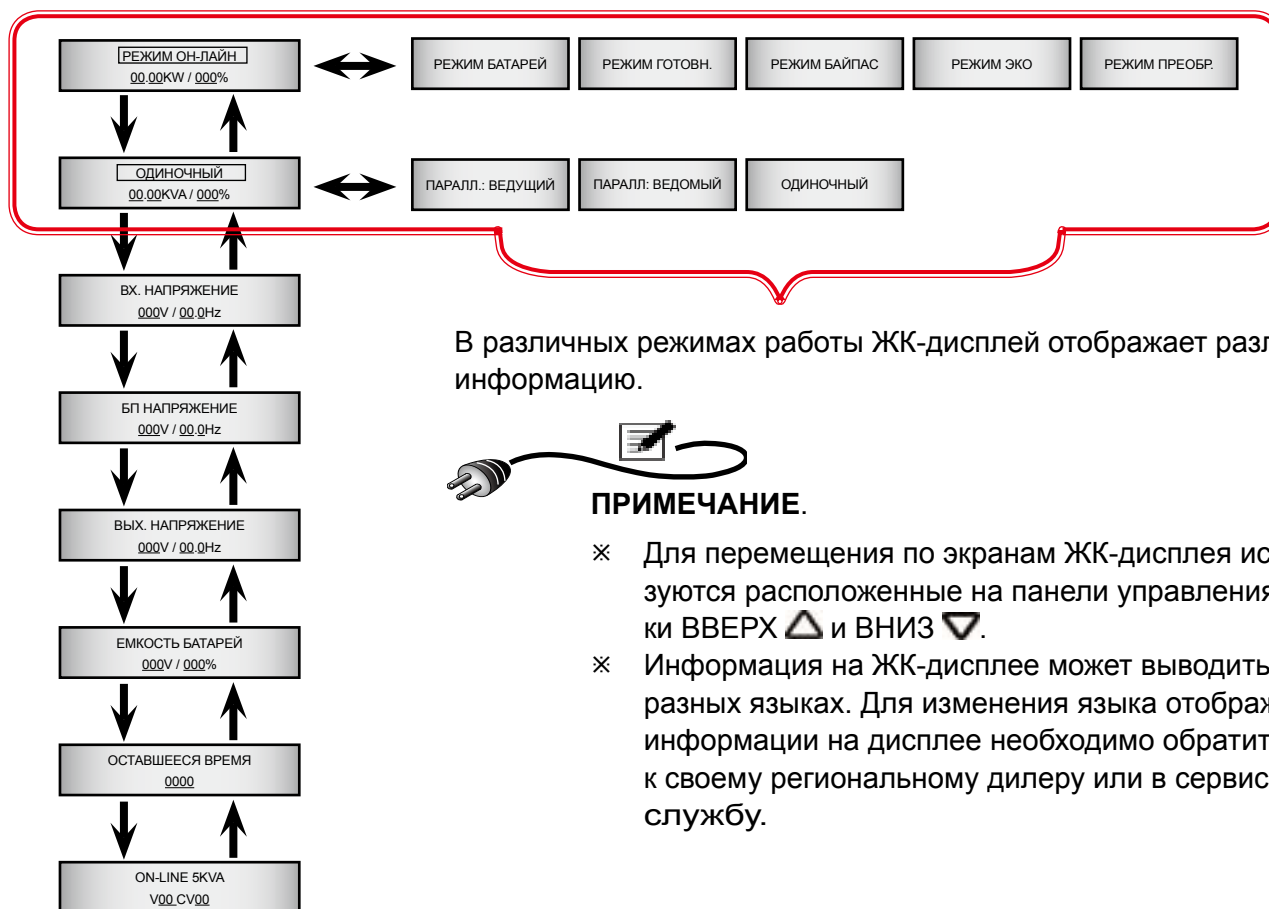 РЕЖИМ ОН-ЛАЙН
00.00KW / 000%
РЕЖИМ БАТАРЕЙ
РЕЖИМ ГОТОВН.
РЕЖИМ БАЙПАС
РЕЖИМ ЭКО
РЕЖИМ ПРЕОБР.
ОДИНОЧНЫЙ
00.00KVA / 000%
ПАРАЛЛ.: ВЕДУЩИЙ
ПАРАЛЛ: ВЕДОМЫЙ
ОДИНОЧНЫЙ
ВХ. НАПРЯЖЕНИЕ
000V / 00.0Hz
БП НАПРЯЖЕНИЕ
000V / 00.0Hz
ВЫХ. НАПРЯЖЕНИЕ
000V / 00.0Hz
ЕМКОСТЬ БАТАРЕЙ
000V / 000%
ОСТАВШЕЕСЯ ВРЕМЯ
0000
ON-LINE 5KVA
V00 CV00
В различных режимах работы ЖК-дисплей отображает разл
информацию.
ПРИМЕЧАНИЕ.
※ Для перемещения по экранам ЖК-дисплея ис
зуются расположенные на панели управления
ки ВВЕРХ △ и ВНИЗ ▽.
※ Информация на ЖК-дисплее может выводить
разных языках. Для изменения языка отображ
информации на дисплее необходимо обратит
к своему региональному дилеру или в сервис
службу.